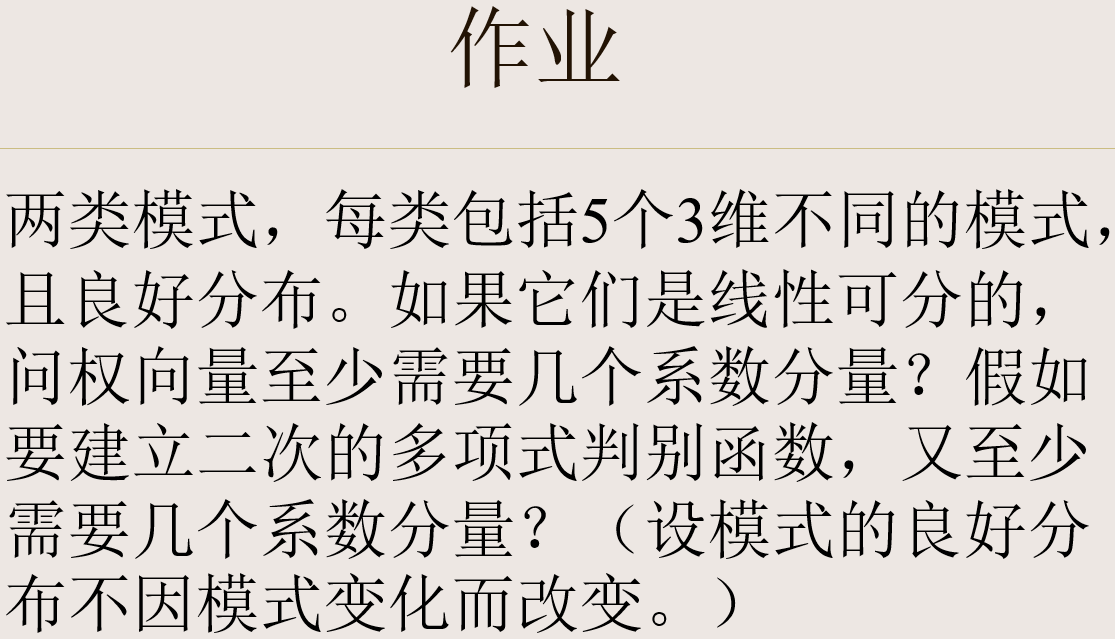 作业
两类模式，每类包括5个3维不同的模式，
且良好分布。如果它们是线性可分的，
问权向量至少需要几个系数分量？假如
要建立二次的多项式判别函数，又至少
需要几个系数分量？（设模式的良好分
布不因模式变化而改变。）